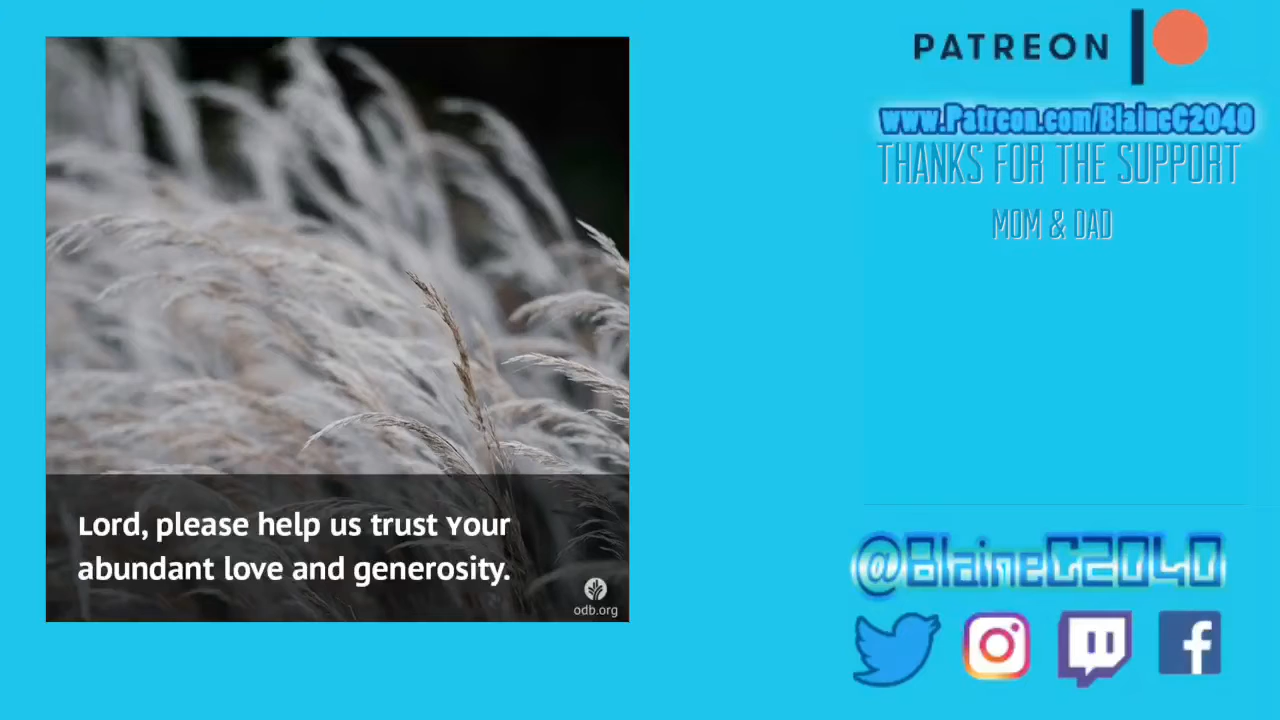 Lord, please help us trust Your
abundant love and generosity.
odb.org
PATREON
www.Patreon.com/BlaineC2040
THANKS FOR THE SUPPORT
MOM & DAD
@BlaineC2040